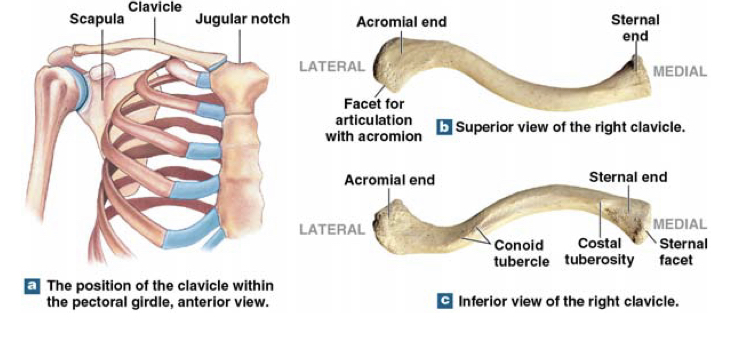 Clavicle
Scapula
Jugular notch
a The position of the clavicle within
the pectoral girdle, anterior view.
Acromial end
Sternal
end
LATERAL
MEDIAL
Facet for
articulation
with acromion
b Superior view of the right clavicle.
Acromial end
Sternal end
LATERAL
MEDIAL
Conoid
tubercle
Costal
tuberosity
Sternal
facet
c Inferior view of the right clavicle.